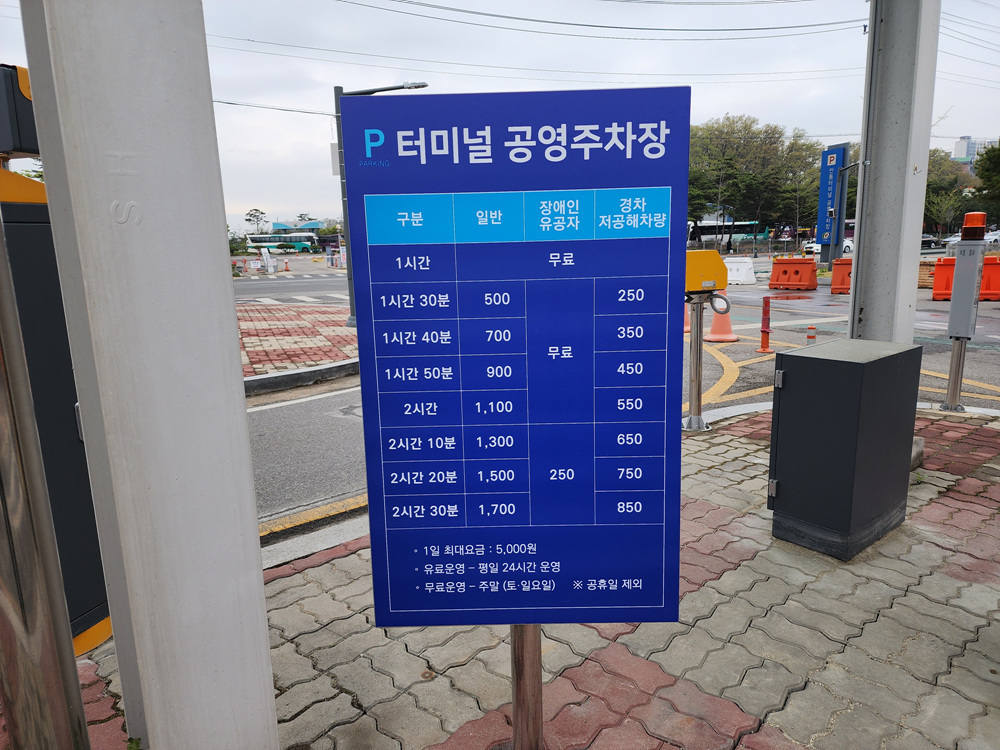 P
PARKING
터미널 공영주차장
구분 일반 장애인 유공자 경차 저공해차량
1시간 무료
1시간 30분 500 무료 250
1시간 40분 700 350
1시간 50분 900 450
2시간 1,100 550
2시간 10분 1,300 250 650
2시간 20분 1,500 750
2시간 30분 1,700 850
◦ 1일 최대요금 : 5,000원
◦ 유료운영 – 평일 24시간 운영
◦ 무료운영 – 주말 (토·일요일) ※ 공휴일 제외
P
HS